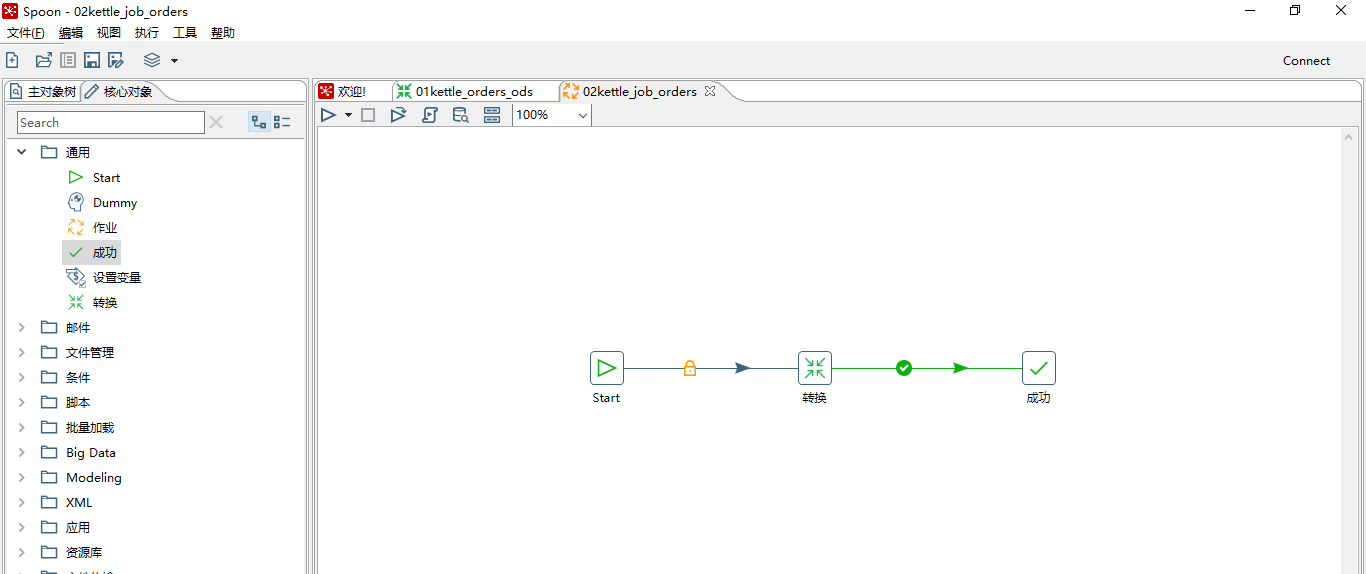 Spoon - 02kettle_job_orders
文件(F) 编辑 视图 执行 工具 帮助
Connect
主对象树 核心对象
欢迎! 01kettle_orders_ods 02kettle_job_orders
Search
100%
通用
Start
Dummy
作业
成功
设置变量
转换
邮件
文件管理
条件
脚本
批量加载
Big Data
Modeling
XML
应用
资源库
Start 转换 成功